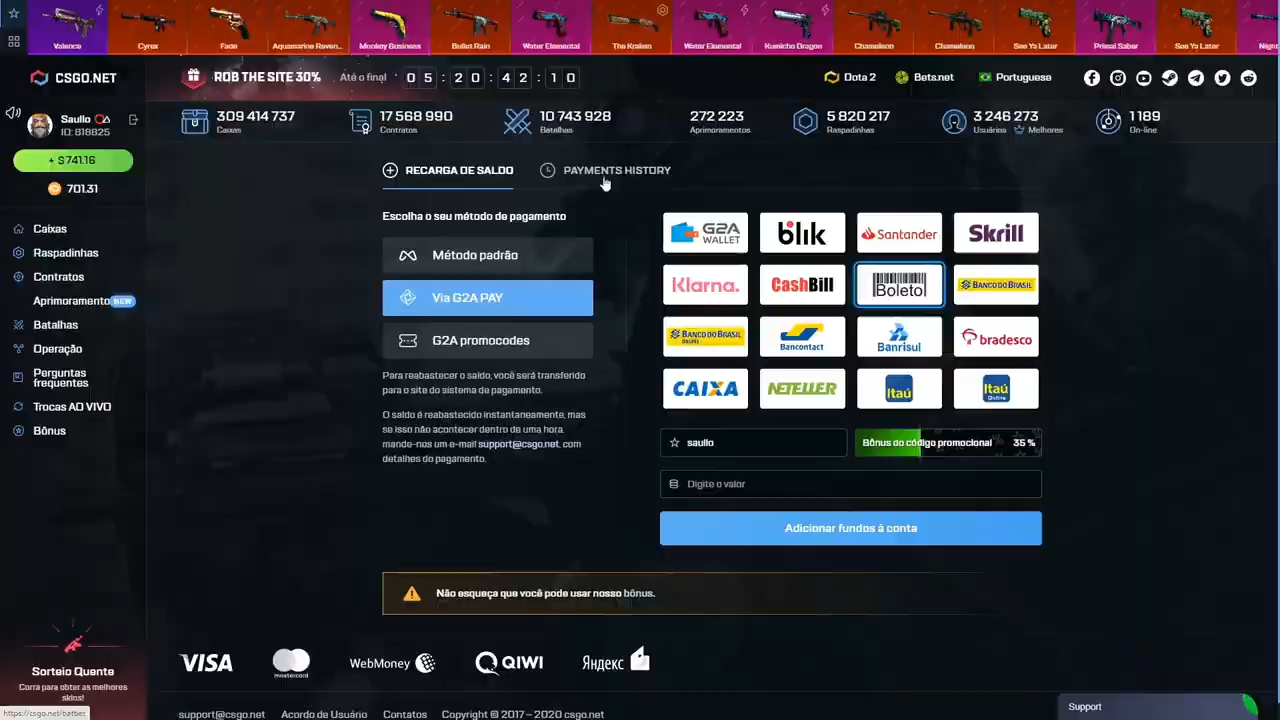 Valence
Cyrex
Fade
Aquamarine Reven...
Monkey Business
Bullet Rain
Water Elemental
The Kraken
Water Elemental
Kumicho Dragon
Chameleon
Chameleon
See Ya Later
Primal Saber
See Ya Later
CSGO.NET
ROB THE SITE 30%
Até o final
05:20:42:10
Dota 2
Bets.net
Portuguese
Saullo
ID: 818825
+ $741.16
701.31
309 414 737
Caixas
17 568 990
Contratos
10 743 928
Batalhas
272 223
Aprimoramentos
5 820 217
Raspadinhas
3 246 273
Usuários
Melhores
1 189
On-line
Caixas
Raspadinhas
Contratos
Aprimoramento NEW
Batalhas
Operação
Perguntas
frequentes
Trocas AO VIVO
Bônus
RECARGA DE SALDO
PAYMENTS HISTORY
Escolha o seu método de pagamento
Método padrão
Via G2A PAY
G2A promocodes
Para reabastecer o saldo, você será transferido
para o site do sistema de pagamento.
O saldo é reabastecido instantaneamente, mas
se isso não acontecer dentro de uma hora,
mande-nos um e-mail support@csgo.net, com
detalhes do pagamento.
G2A
WALLET
blik
Santander
Skrill
Klarna.
CashBill
Boleto
BANCO DO BRASIL
BANCO DO BRASIL
Bancontact
Banrisul
bradesco
CAIXA
NETELLER
Itaú
Itaú
Online
saullo
Bônus do código promocional 35 %
Digite o valor
Adicionar fundos à conta
Não esqueça que você pode usar nosso bônus.
VISA
mastercard
WebMoney
QIWI
Яндекс
Sorteio Quente
Corra para obter as melhores
skins!
https://csgo.net/battles
support@csgo.net
Acordo de Usuário
Contatos
Copyright © 2017 – 2020 csgo.net
Support